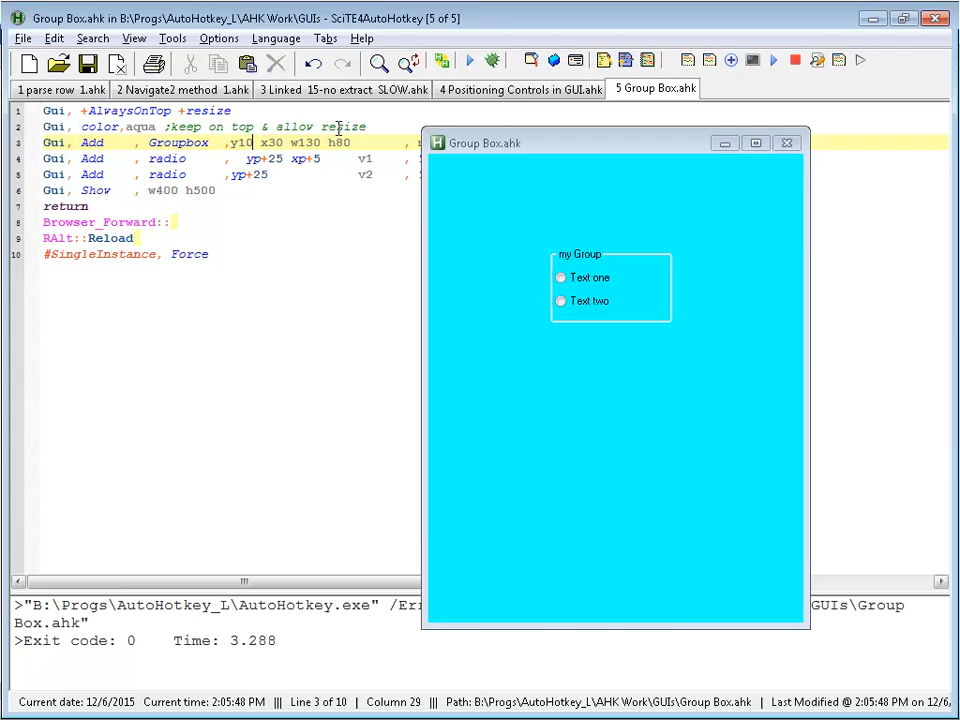 Group Box.ahk in B:\Progs\AutoHotkey_L\AHK Work\GUIs - SciTE4AutoHotkey [5 of 5]
File Edit Search View Tools Options Language Tabs Help
1 parse row 1.ahk 2 Navigate2 method 1.ahk 3 Linked 15-no extract SLOW.ahk 4 Positioning Controls in GUI.ahk 5 Group Box.ahk
1 Gui, +AlwaysOnTop +resize
2 Gui, color,aqua ;keep on top & allow resize
3 Gui, Add , Groupbox ,y10 x30 w130 h80 ,
4 Gui, Add , radio , yp+25 xp+5 v1 ,
5 Gui, Add , radio ,yp+25 v2 ,
6 Gui, Show , w400 h500
7 return
8 Browser_Forward::
9 RAlt::Reload
10 #SingleInstance, Force
Group Box.ahk
my Group
Text one
Text two
>"B:\Progs\AutoHotkey_L\AutoHotkey.exe" /Err GUIs\Group
Box.ahk"
>Exit code: 0 Time: 3.288
Current date: 12/6/2015 Current time: 2:05:48 PM ||| Line 3 of 10 | Column 29 ||| Path: B:\Progs\AutoHotkey_L\AHK Work\GUIs\Group Box.ahk | Last Modified @ 2:05:48 PM on 12/6/